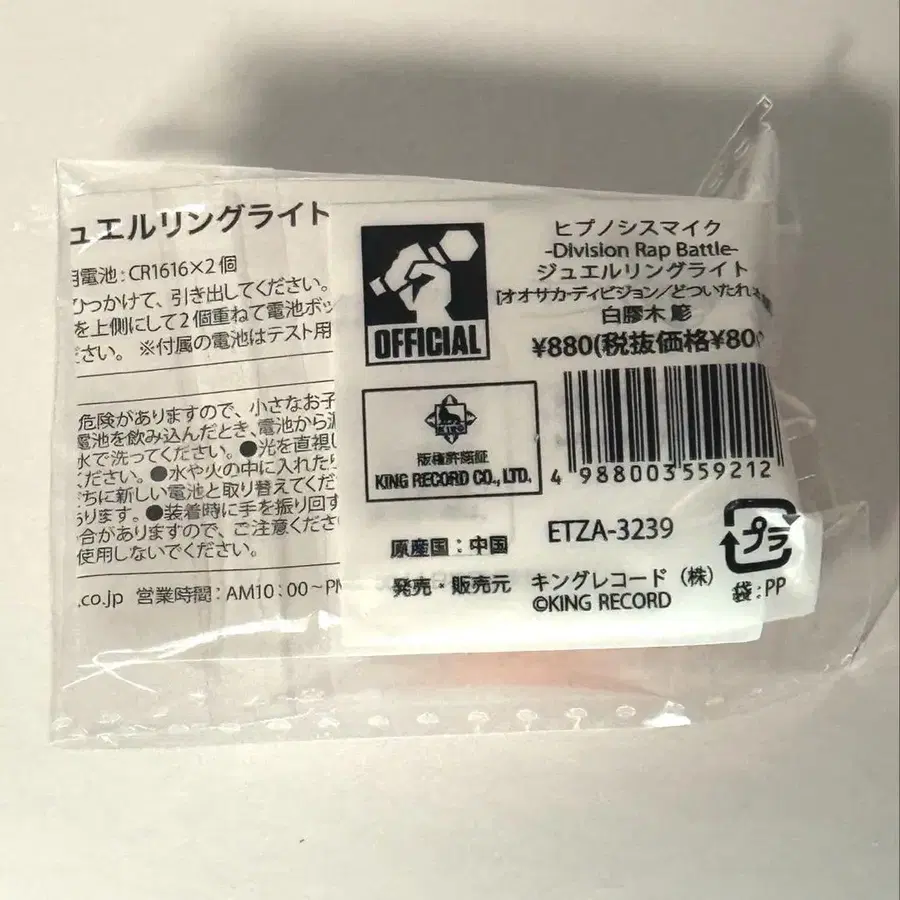 ュエルリングライト
電池:CR1616×2個
ひっかけて、引き出してください。
を上側にして2個重ねて電池ボッ
さい。 ※付属の電池はテスト用
危険がありますので、小さなお子
電池を飲み込んだとき、電池から
水で洗ってください。●光を直視
ください。●水や火の中に入れたり
ちに新しい電池と取り替えてくだ
あります。●装着時に手を振り回す
合がありますので、ご注意くださ
使用しないでください。
.co.jp 営業時間:AM10:00～PM
OFFICIAL
ヒプノシスマイク
-Division Rap Battle-
ジュエルリングライト
[オオサカ・ディビジョン/どついたれ
白膠木 簓
¥880(税抜価格¥80
KING
版権許諾証
KING RECORD CO., LTD.
4 988003 559212
ETZA-3239
原産国:中国
発売・販売元 キングレコード(株)
©KING RECORD
プラ
袋:PP